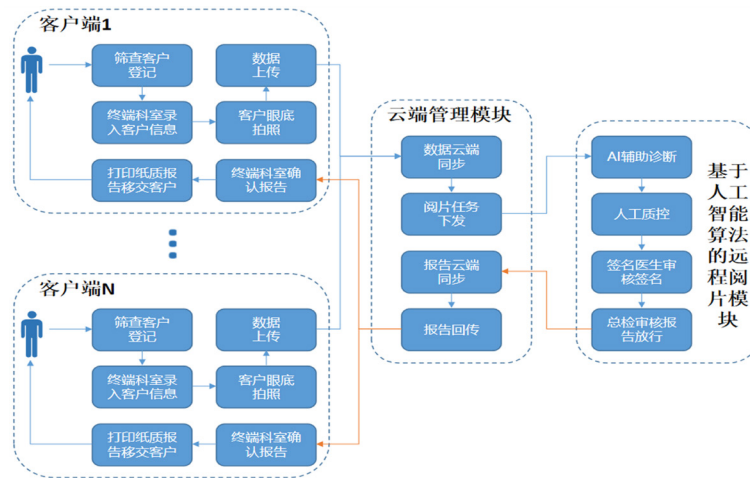 客户端1
筛查客户
登记
数据
上传
终端科室录
入客户信息
客户眼底
拍照
打印纸质报
告移交客户
终端科室确
认报告
客户端N
筛查客户
登记
数据
上传
终端科室录
入客户信息
客户眼底
拍照
打印纸质报
告移交客户
终端科室确
认报告
云端管理模块
数据云端
同步
阅片任务
下发
报告云端
同步
报告回传
AI辅助诊断
人工质控
签名医生审
核签名
总检审核报
告放行
基于
人工
智能
算法
的远
程阅
片模
块